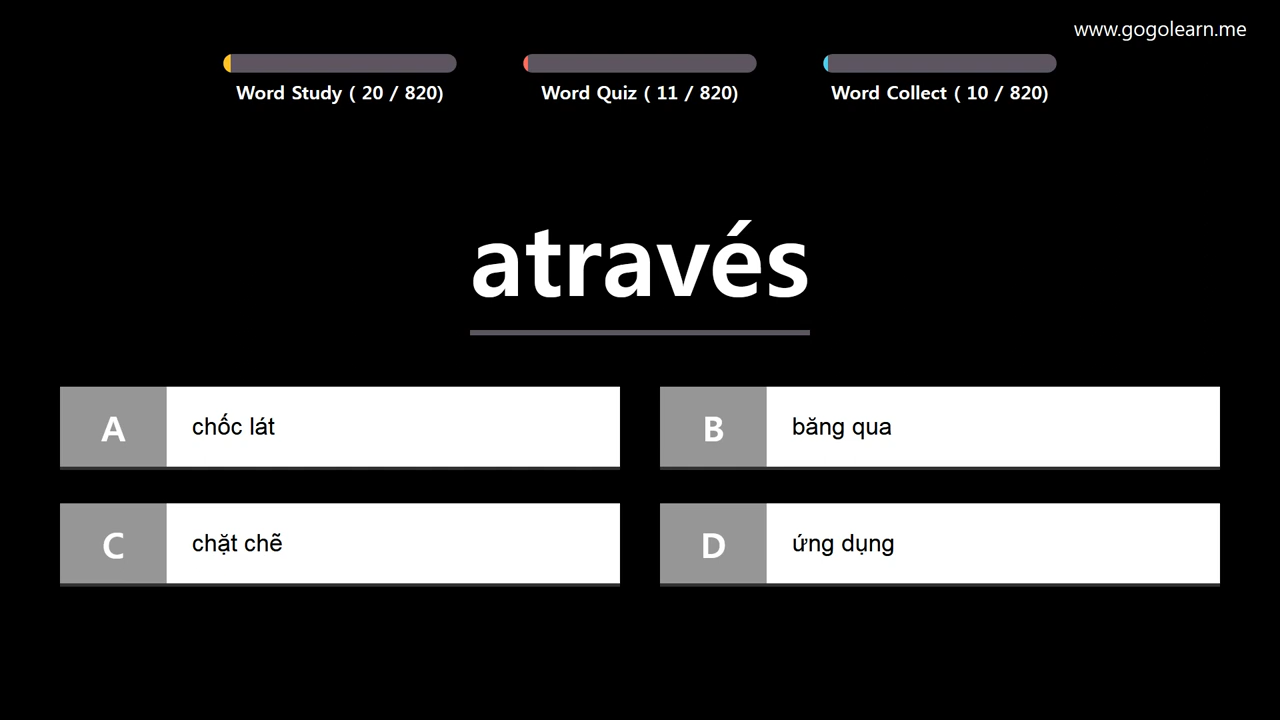 www.gogolearn.me
Word Study ( 20 / 820)
Word Quiz ( 11 / 820)
Word Collect ( 10 / 820)
através
A
chốc lát
B
băng qua
C
chặt chẽ
D
ứng dụng